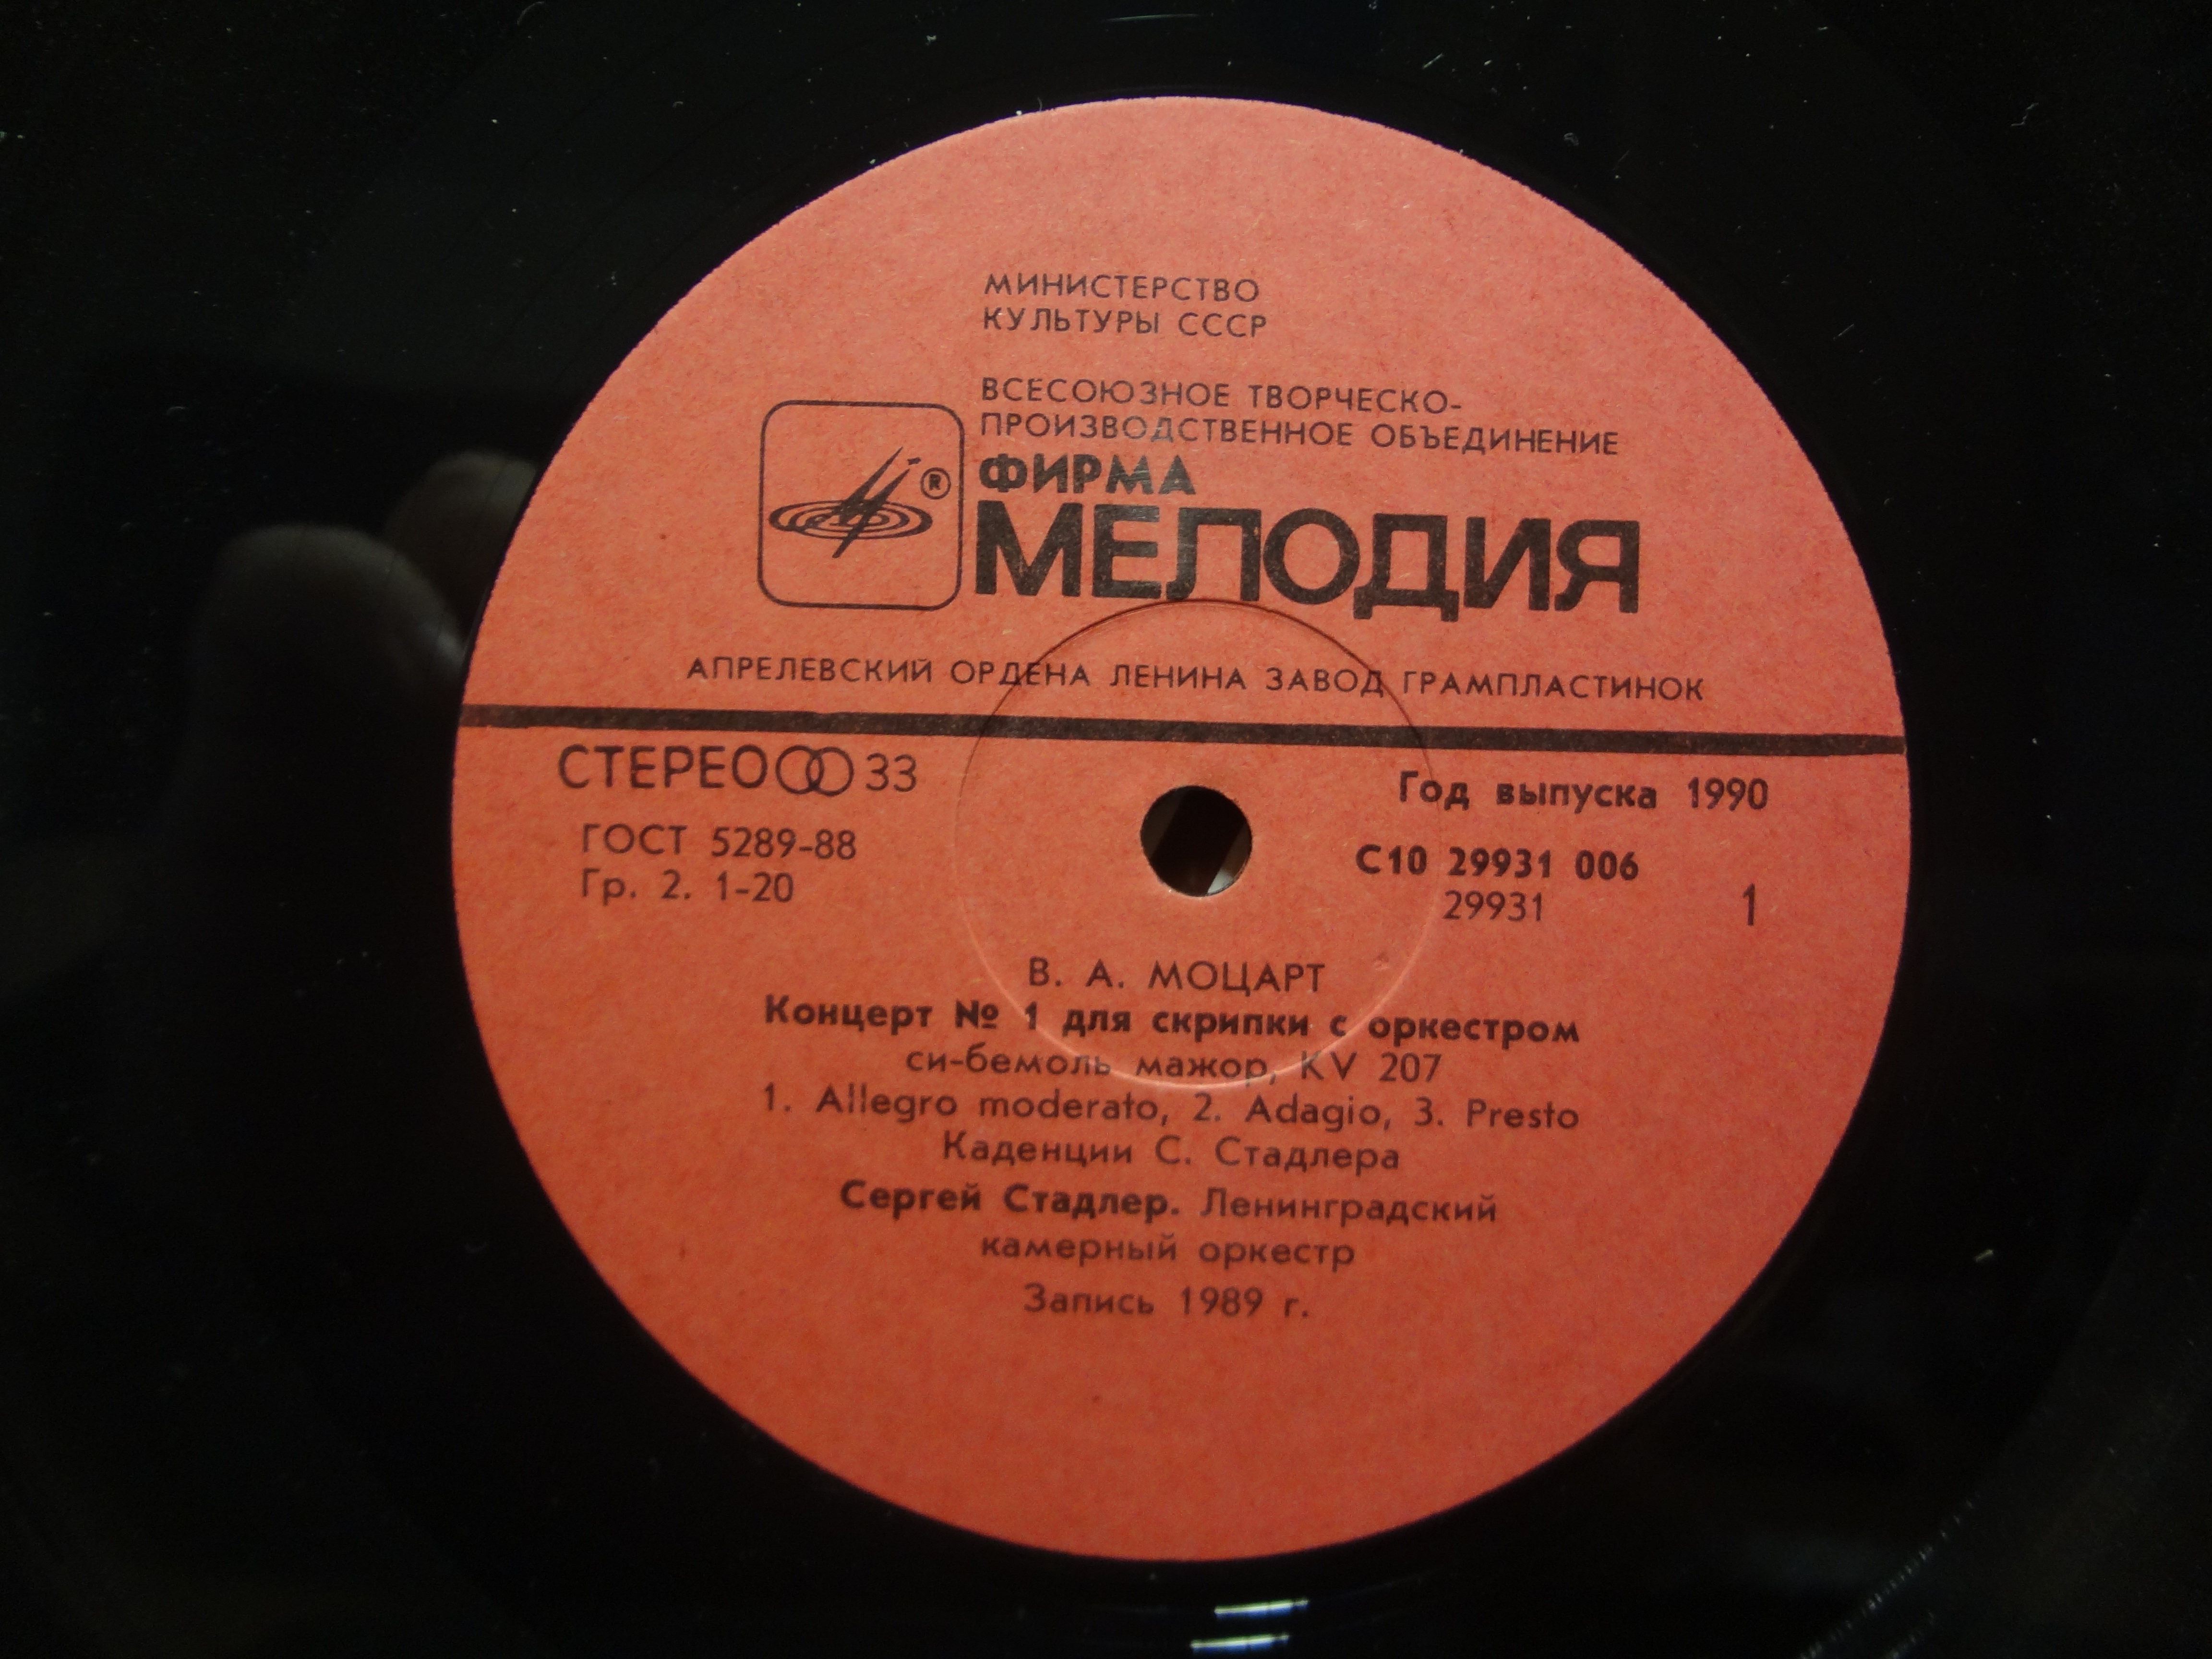 МИНИСТЕРСТВО
КУЛЬТУРЫ СССР
ВСЕСОЮЗНОЕ ТВОРЧЕСКО-
ПРОИЗВОДСТВЕННОЕ ОБЪЕДИНЕНИЕ
ФИРМА
® МЕЛОДИЯ
АПРЕЛЕВСКИЙ ОРДЕНА ЛЕНИНА ЗАВОД ГРАМПЛАСТИНОК
СТЕРЕО 33
Год выпуска 1990
ГОСТ 5289-88
Гр. 2. 1-20
С10 29931 006
29931
1
В. А. МОЦАРТ
Концерт № 1 для скрипки с оркестром
си-бемоль мажор, KV 207
1. Allegro moderato, 2. Adagio, 3. Presto
Каденции С. Стадлера
Сергей Стадлер. Ленинградский
камерный оркестр
Запись 1989 г.